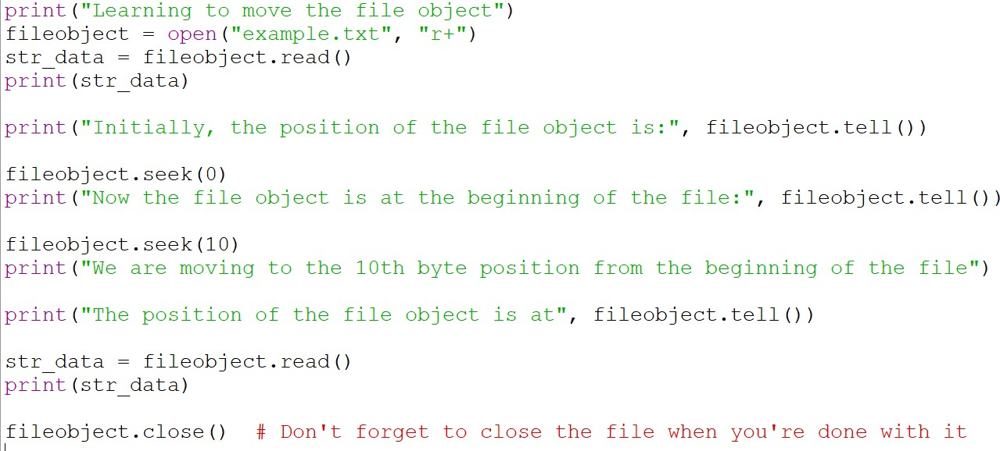 print("Learning to move the file object")
fileobject = open("example.txt", "r+")
str_data = fileobject.read()
print(str_data)
print("Initially, the position of the file object is:", fileobject.tell())
fileobject.seek(0)
print("Now the file object is at the beginning of the file:", fileobject.tell())
fileobject.seek(10)
print("We are moving to the 10th byte position from the beginning of the file")
print("The position of the file object is at", fileobject.tell())
str_data = fileobject.read()
print(str_data)
fileobject.close()  # Don't forget to close the file when you're done with it